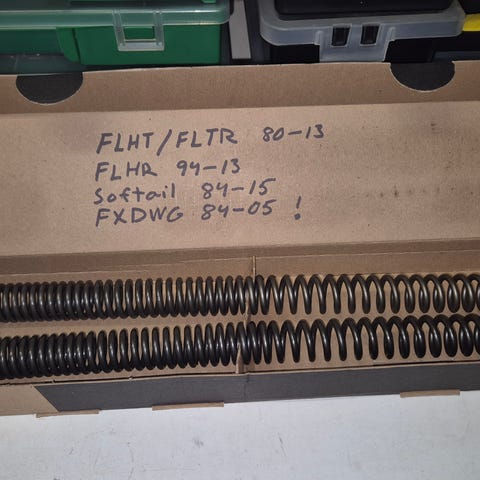 FLHT/FLTR 80-13
FLHR 94-13
Softail 84-15
FXDWG 84-05 !